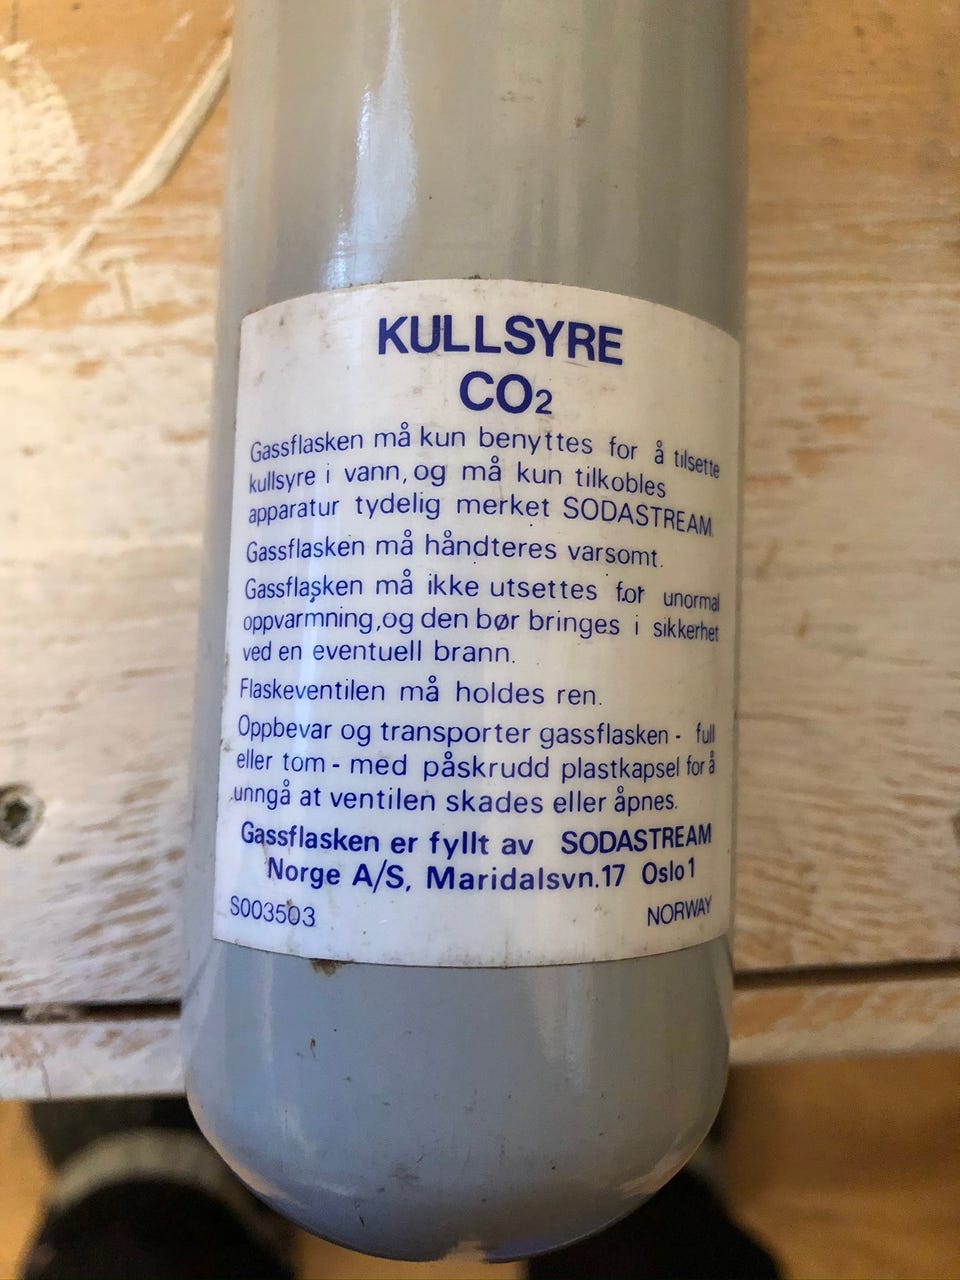 KULLSYRE
CO2
Gassflasken må kun benyttes for å tilsette
kullsyre i vann, og må kun tilkobles
apparatur tydelig merket SODASTREAM.
Gassflasken må håndteres varsomt.
Gassflasken må ikke utsettes for unormal
oppvarmning, og den bør bringes i sikkerhet
ved en eventuell brann.
Flaskeventilen må holdes ren.
Oppbevar og transporter gassflasken - full
eller tom - med påskrudd plastkapsel for å
unngå at ventilen skades eller åpnes.
Gassflasken er fyllt av SODASTREAM
Norge A/S, Maridalsvn.17 Oslo 1
S003503 NORWAY